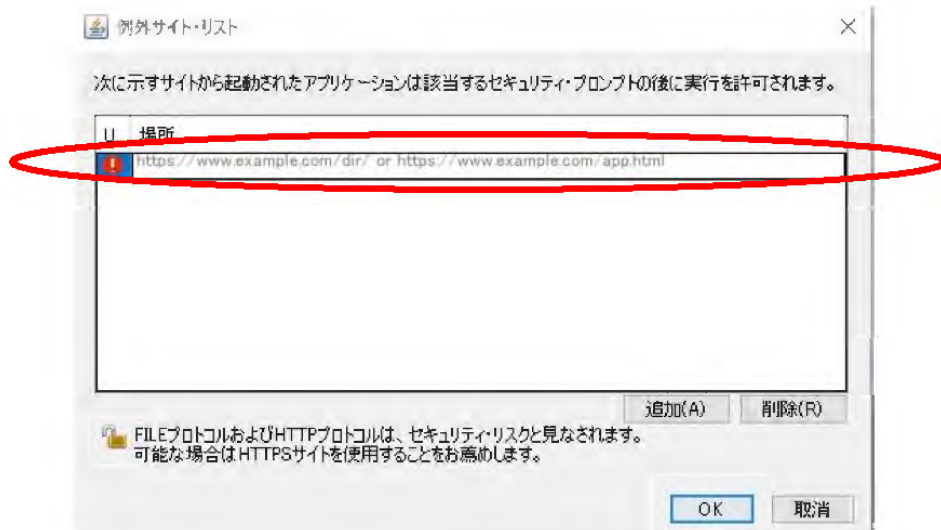 例外サイト・リスト
次に示すサイトから起動されたアプリケーションは該当するセキュリティ・プロンプトの後に実行を許可されます。
U 場所
https://www.example.com/dir/ or https://www.example.com/app.html
追加(A) 削除(R)
FILEプロトコルおよびHTTPプロトコルは、セキュリティ・リスクと見なされます。
可能な場合はHTTPSサイトを使用することをお薦めします。
OK 取消